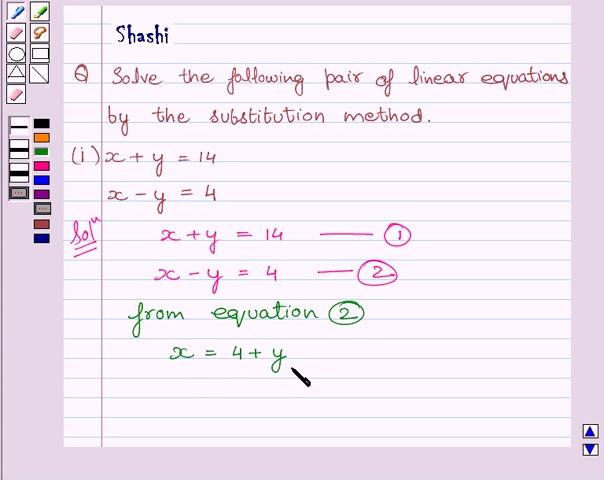 Shashi
Q Solve the following pair of linear equations
by the substitution method.
(i) x + y = 14
x - y = 4
Solⁿ x + y = 14 —— ①
x - y = 4 —— ②
from equation ②
x = 4 + y